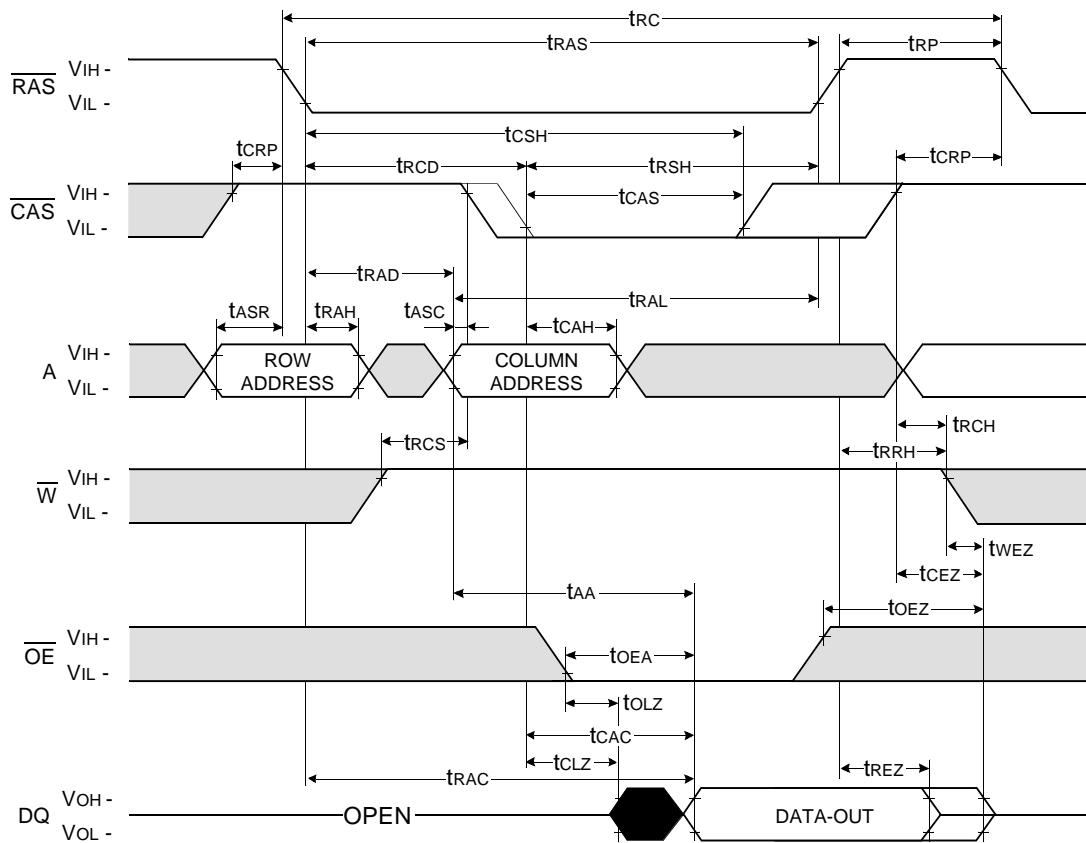 tRC
tRAS
tRP
RAS
VIH -
VIL -
tCSH
tCRP
tRCD
tRSH
tCRP
CAS
VIH -
VIL -
tCAS
tRAD
tRAL
tASR
tRAH
tASC
tCAH
A
VIH -
VIL -
ROW
ADDRESS
COLUMN
ADDRESS
tRCH
tRCS
tRRH
W
VIH -
VIL -
tWEZ
tCEZ
tAA
tOEZ
OE
VIH -
VIL -
tOEA
tOLZ
tCAC
tCLZ
tRAC
tREZ
DQ
VOH -
VOL -
OPEN
DATA-OUT